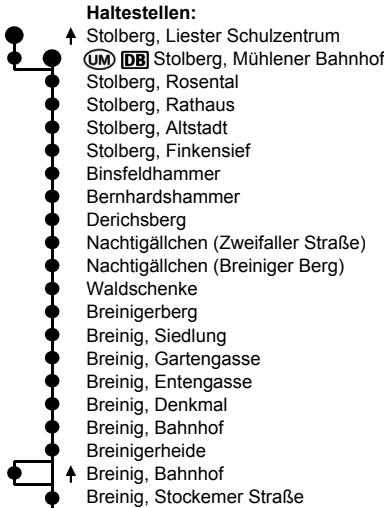 Haltestellen:
Stolberg, Liester Schulzentrum
UM DB Stolberg, Mühlener Bahnhof
Stolberg, Rosental
Stolberg, Rathaus
Stolberg, Altstadt
Stolberg, Finkensief
Binsfeldhammer
Bernhardshammer
Derichsberg
Nachtigällchen (Zweifaller Straße)
Nachtigällchen (Breiniger Berg)
Waldschenke
Breinigerberg
Breinig, Siedlung
Breinig, Gartengasse
Breinig, Entengasse
Breinig, Denkmal
Breinig, Bahnhof
Breinigerheide
Breinig, Bahnhof
Breinig, Stockemer Straße